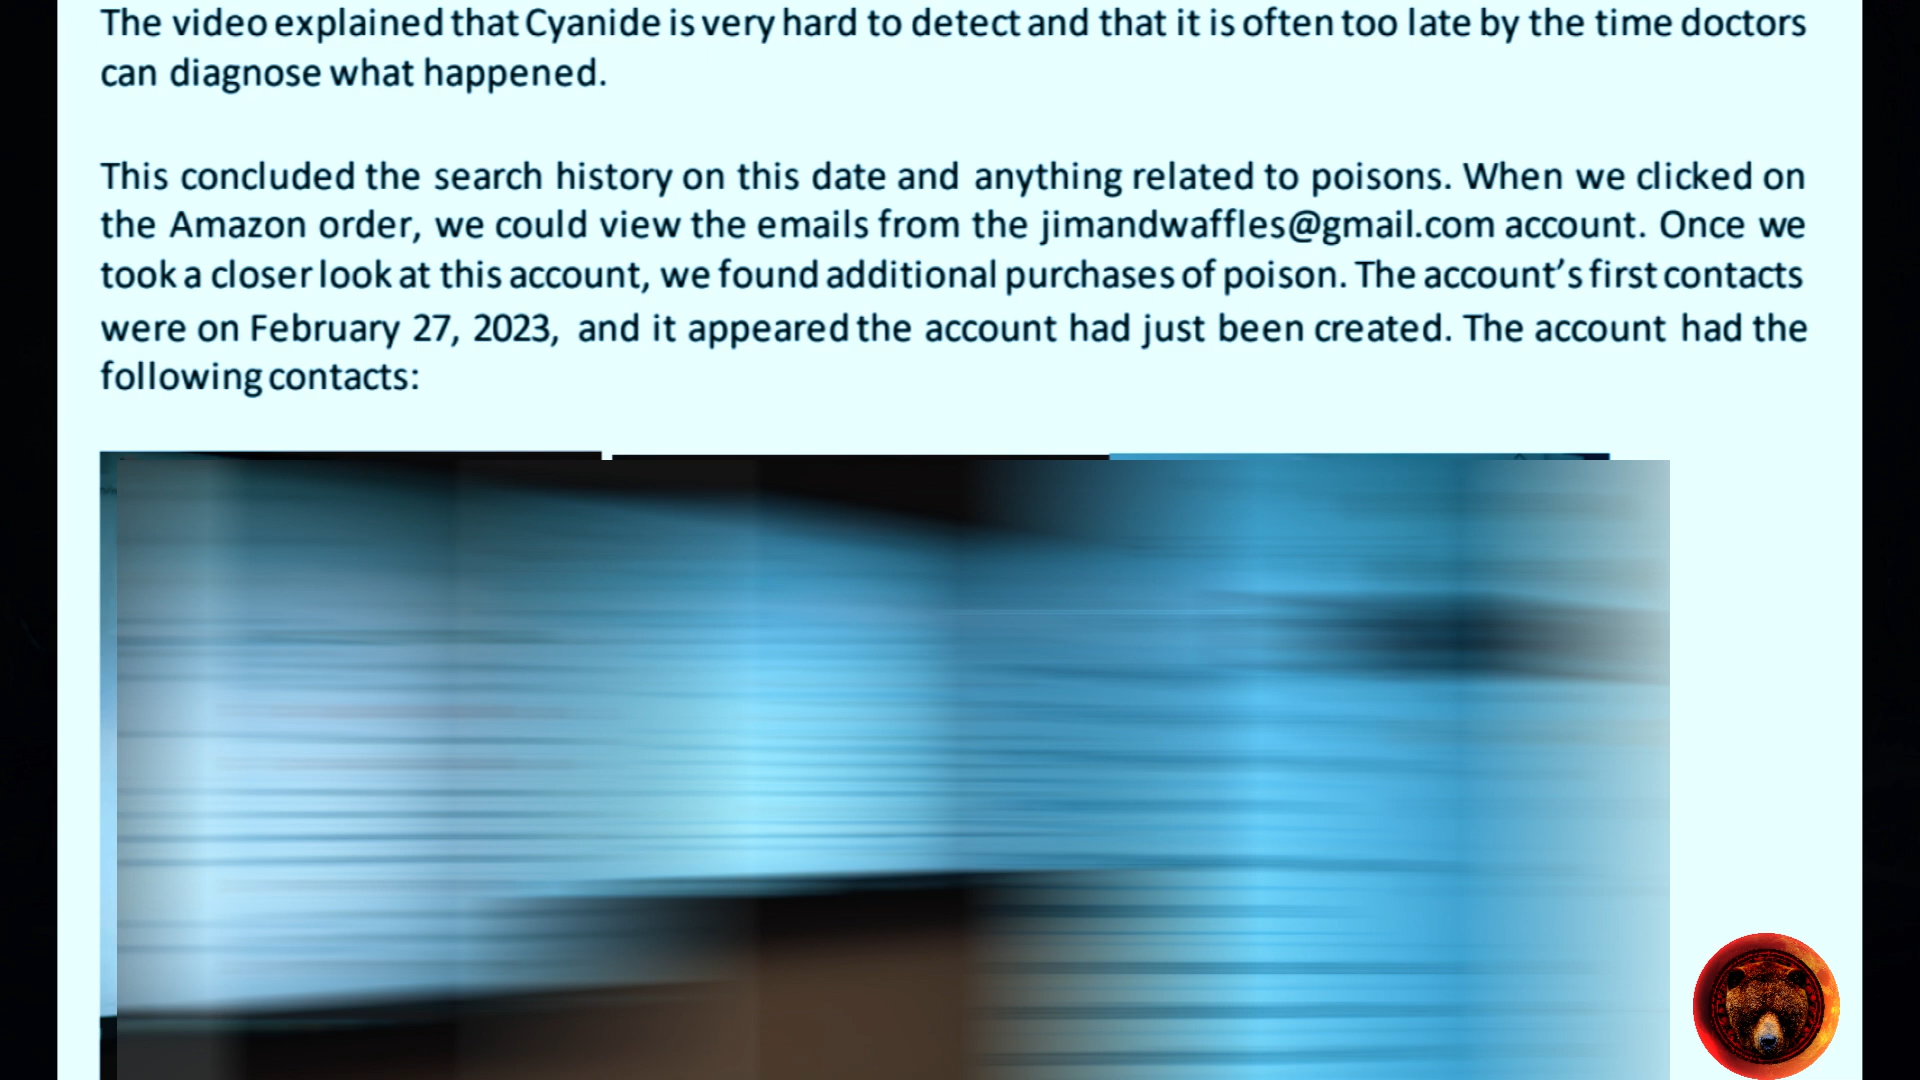 The video explained that Cyanide is very hard to detect and that it is often too late by the time doctors
can diagnose what happened.
This concluded the search history on this date and anything related to poisons. When we clicked on
the Amazon order, we could view the emails from the jimandwaffles@gmail.com account. Once we
took a closer look at this account, we found additional purchases of poison. The account’s first contacts
were on February 27, 2023, and it appeared the account had just been created. The account had the
following contacts: